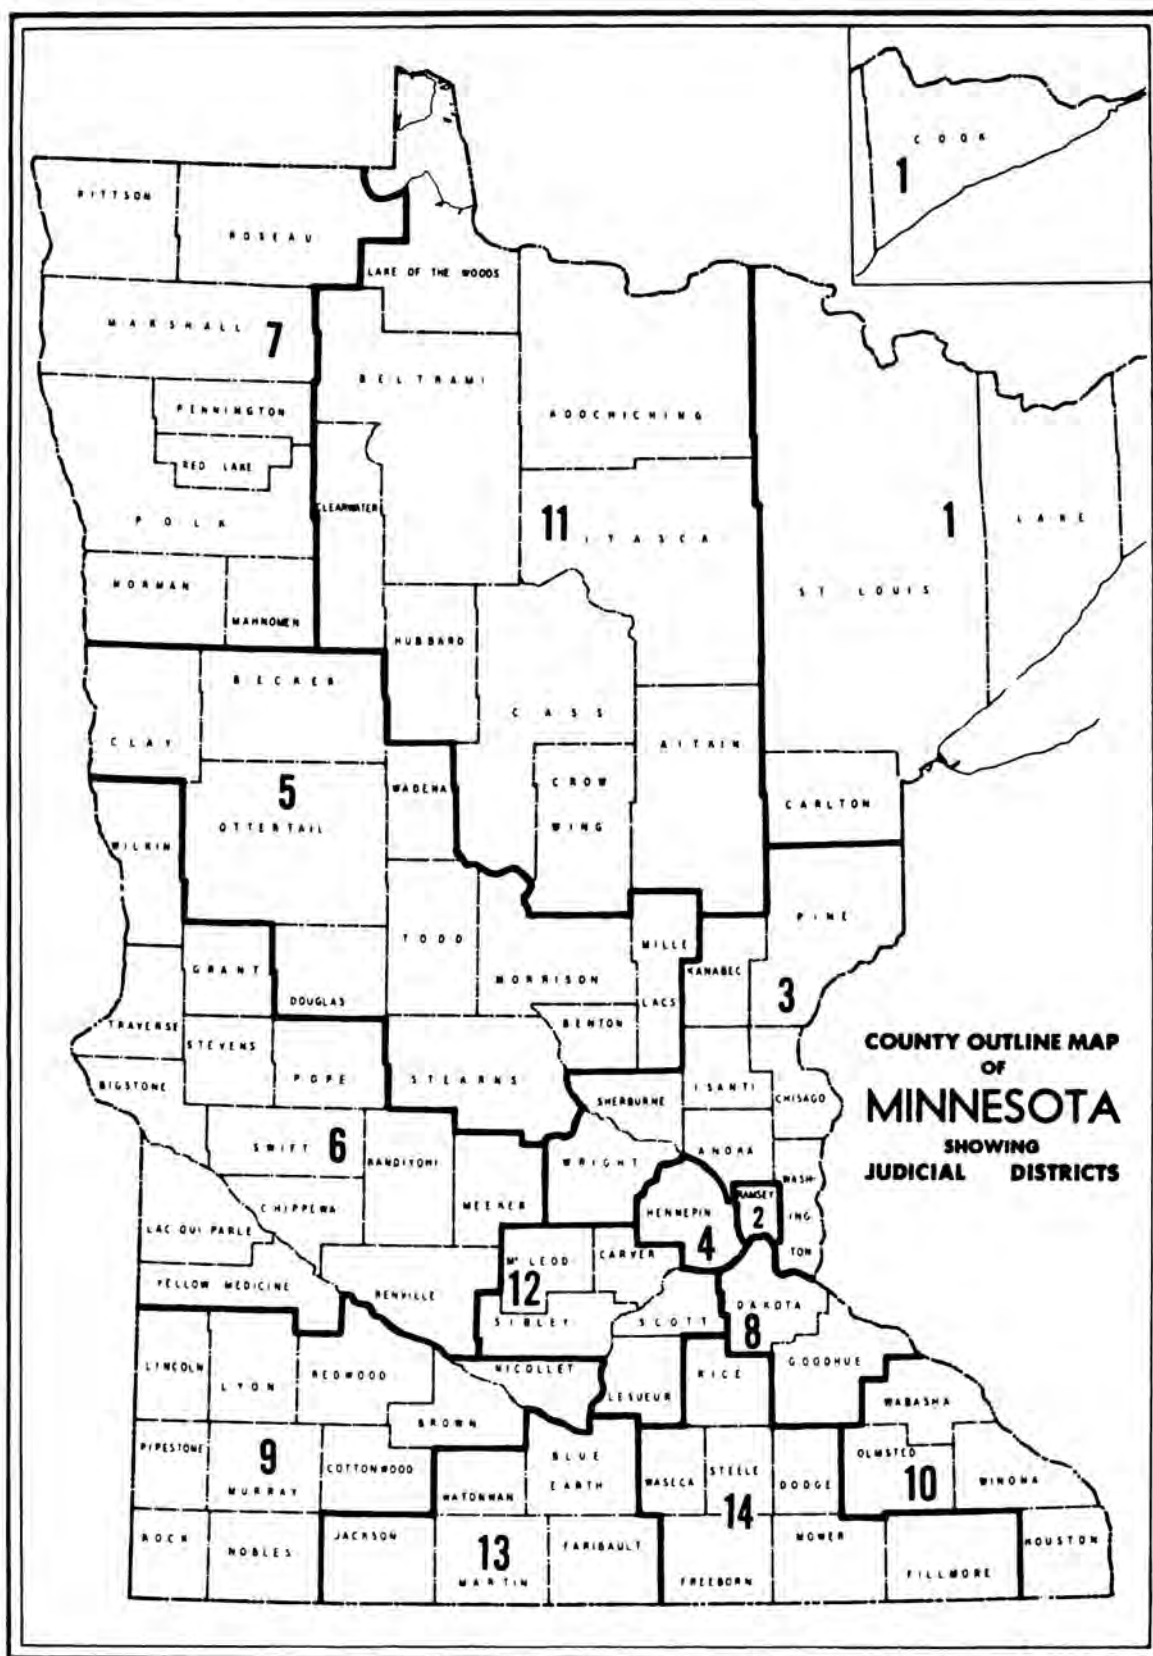 COOK
1
PITTSON
ROSEAU
LAKE OF THE WOODS
MARSHALL
7
BELTRAMI
PENNINGTON
AOOCHICHING
RED LAKE
CLEARWATER
POLK
11
ITASCA
1
LAKE
NORMAN
MAHNOMEN
ST LOUIS
HUBBARD
BECKER
CASS
CLAY
AITKIN
5
WADENA
CROW
WING
CARLTON
OTTERTAIL
WILKIN
PINE
TODD
MILLE
LACS
KANABEC
GRANT
MORRISON
DOUGLAS
3
BENTON
TRAVERSE
STEVENS
COUNTY OUTLINE MAP
OF
MINNESOTA
SHOWING
JUDICIAL DISTRICTS
BIGSTONE
POPE
STEARNS
ISANTI
CHISAGO
SHERBURNE
SWIFT
6
KANDIYOHI
WRIGHT
ANOKA
WASH-
ING
TON
MEEKER
HENNEPIN
4
RAMSEY
2
CHIPPEWA
LAC QUI PARLE
Mc LEOD
12
CARVER
YELLOW MEDICINE
RENVILLE
SIBLEY
SCOTT
DAKOTA
8
LINCOLN
LYON
REDWOOD
NICOLLET
LESUEUR
RICE
GOODHUE
WABASHA
BROWN
PIPESTONE
9
MURRAY
COTTONWOOD
WATONWAN
BLUE
EARTH
WASECA
STEELE
DODGE
OLMSTED
10
WINONA
14
ROCK
NOBLES
JACKSON
13
MARTIN
FARIBAULT
FREEBORN
MOWER
FILLMORE
HOUSTON